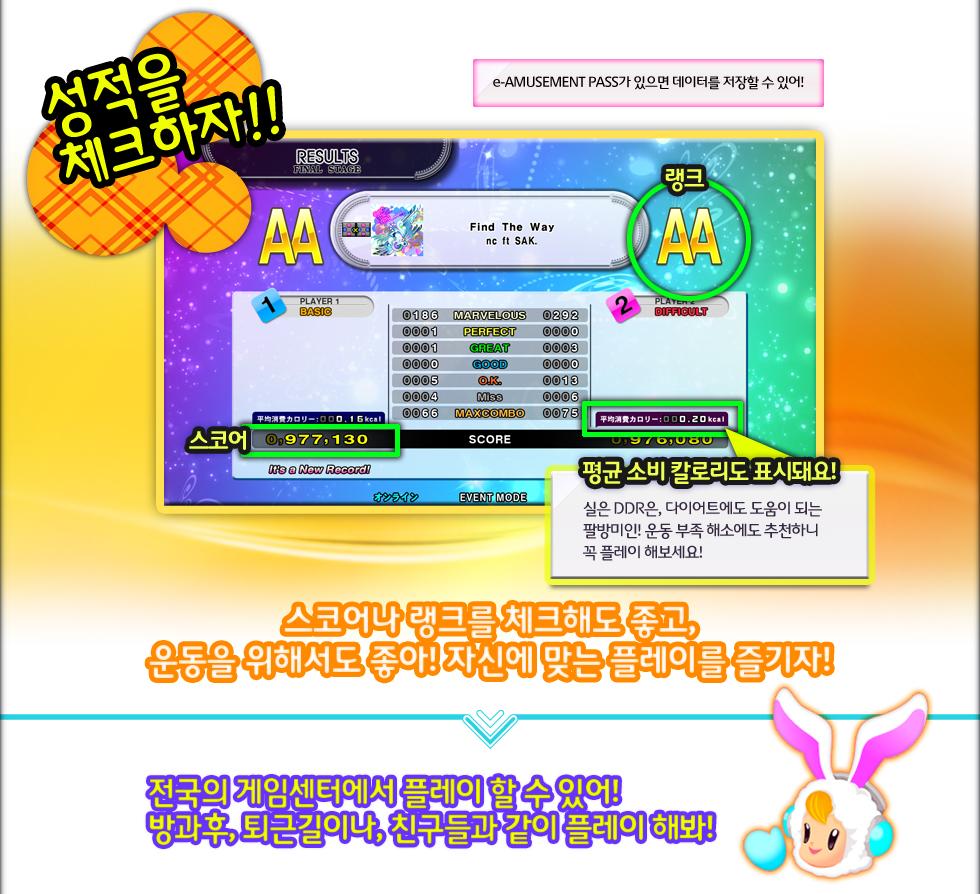 성적을
체크하자!!
e-AMUSEMENT PASS가 있으면 데이터를 저장할 수 있어!
RESULTS
FINAL STAGE
랭크
AA
Find The Way
nc ft SAK.
AA
1 PLAYER 1
BASIC
2 PLAYER 2
DIFFICULT
0186 MARVELOUS 0292
0001 PERFECT 0000
0001 GREAT 0003
0000 GOOD 0000
0005 O.K. 0013
0004 Miss 0006
0066 MAXCOMBO 0075
平均消費カロリー:000.16kcal
平均消費カロリー:000.20kcal
스코어
0,977,130 SCORE 0,976,080
It's a New Record!
평균 소비 칼로리도 표시돼요!
オンライン EVENT MODE
실은 DDR은, 다이어트에도 도움이 되는
팔방미인! 운동 부족 해소에도 추천하니
꼭 플레이 해보세요!
스코어나 랭크를 체크해도 좋고,
운동을 위해서도 좋아! 자신에 맞는 플레이를 즐기자!
전국의 게임센터에서 플레이 할 수 있어!
방과후, 퇴근길이나, 친구들과 같이 플레이 해봐!